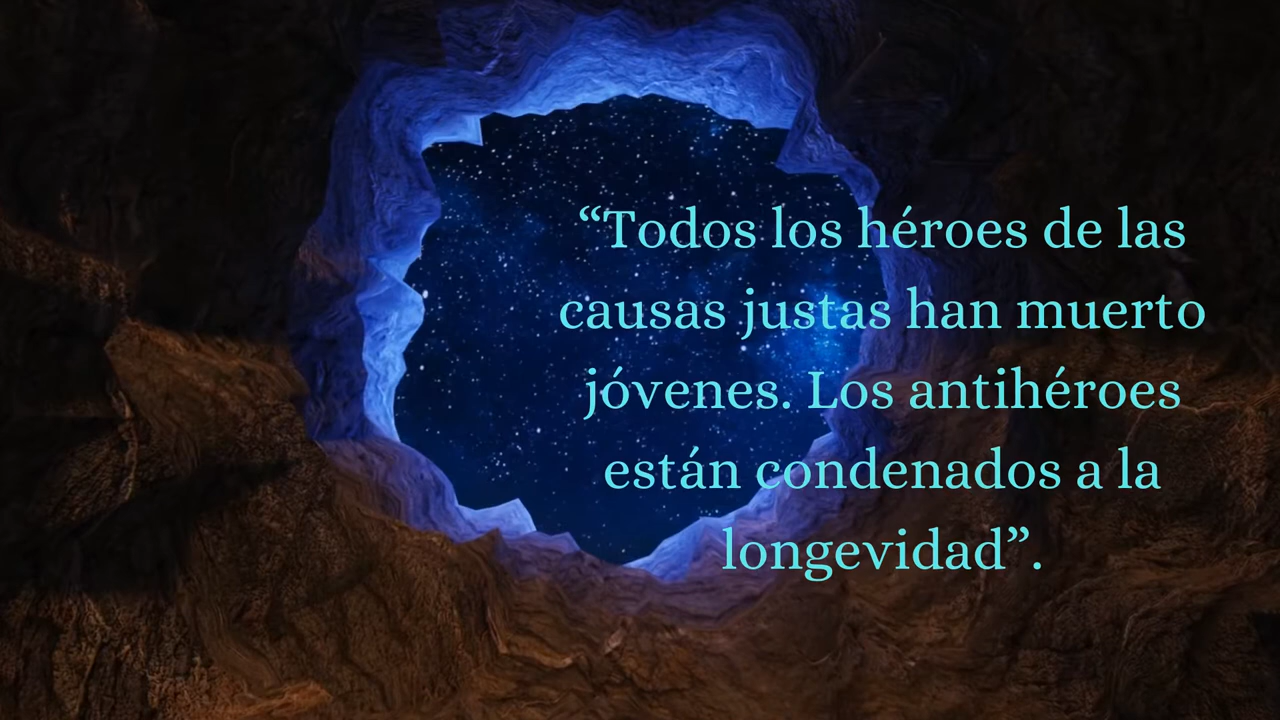 “Todos los héroes de las
causas justas han muerto
jóvenes. Los antihéroes
están condenados a la
longevidad”.